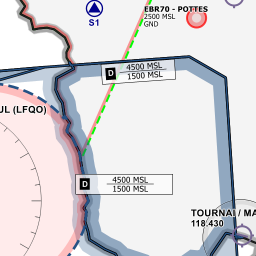 EBR70 - POTTES
2500 MSL
GND
S1
D
4500 MSL
1500 MSL
UL (LFQO)
D
4500 MSL
1500 MSL
TOURNAI / MA
118.430